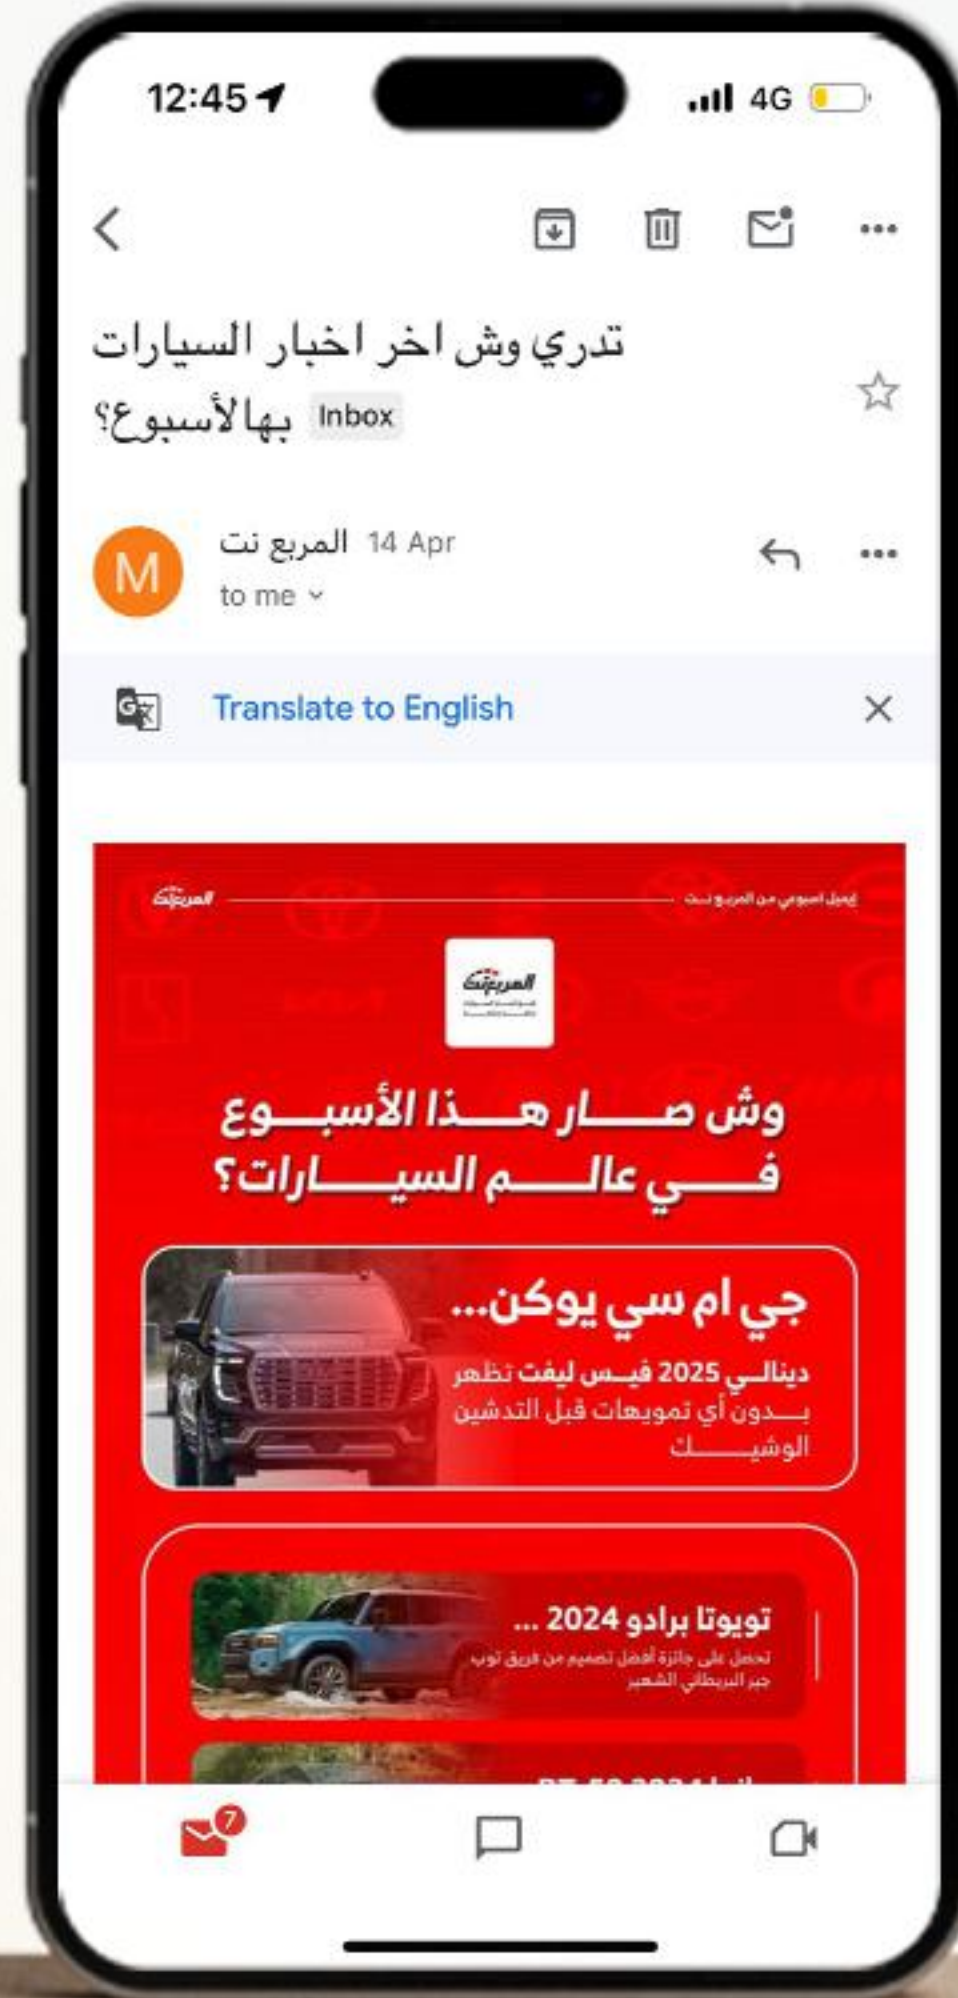 12:45
4G
تدري وش اخر اخبار السيارات
بهالأسبوع؟ Inbox
M
المربع نت 14 Apr
to me
Translate to English
إيميل اسبوعي من المربع نت
المربع نت
المربع نت
وش صار هذا الأسبوع
في عالم السيارات؟
جي ام سي يوكن...
دينالي 2025 فيس ليفت تظهر
بدون أي تمويهات قبل التدشين
الوشيك
تويوتا برادو 2024 ...
تحصل على جائزة أفضل تصميم من فريق توب
جير البريطاني الشهير
7